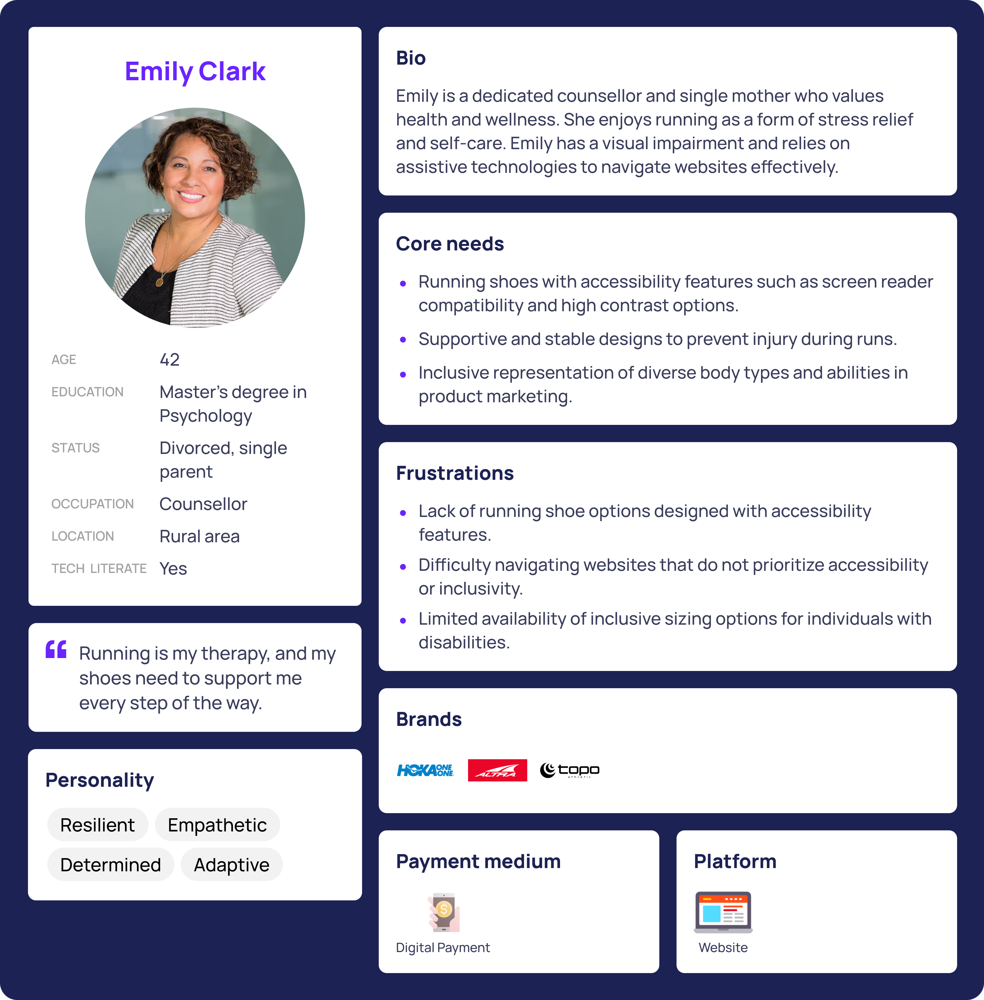 Emily Clark
AGE 42
EDUCATION Master’s degree in
Psychology
STATUS Divorced, single
parent
OCCUPATION Counsellor
LOCATION Rural area
TECH LITERATE Yes
Running is my therapy, and my
shoes need to support me
every step of the way.
Personality
Resilient Empathetic
Determined Adaptive
Bio
Emily is a dedicated counsellor and single mother who values
health and wellness. She enjoys running as a form of stress relief
and self-care. Emily has a visual impairment and relies on
assistive technologies to navigate websites effectively.
Core needs
Running shoes with accessibility features such as screen reader
compatibility and high contrast options.
Supportive and stable designs to prevent injury during runs.
Inclusive representation of diverse body types and abilities in
product marketing.
Frustrations
Lack of running shoe options designed with accessibility
features.
Difficulty navigating websites that do not prioritize accessibility
or inclusivity.
Limited availability of inclusive sizing options for individuals with
disabilities.
Brands
HOKA ONE ONE
ALTRA
topo
athletic
Payment medium
$
Digital Payment
Platform
Website